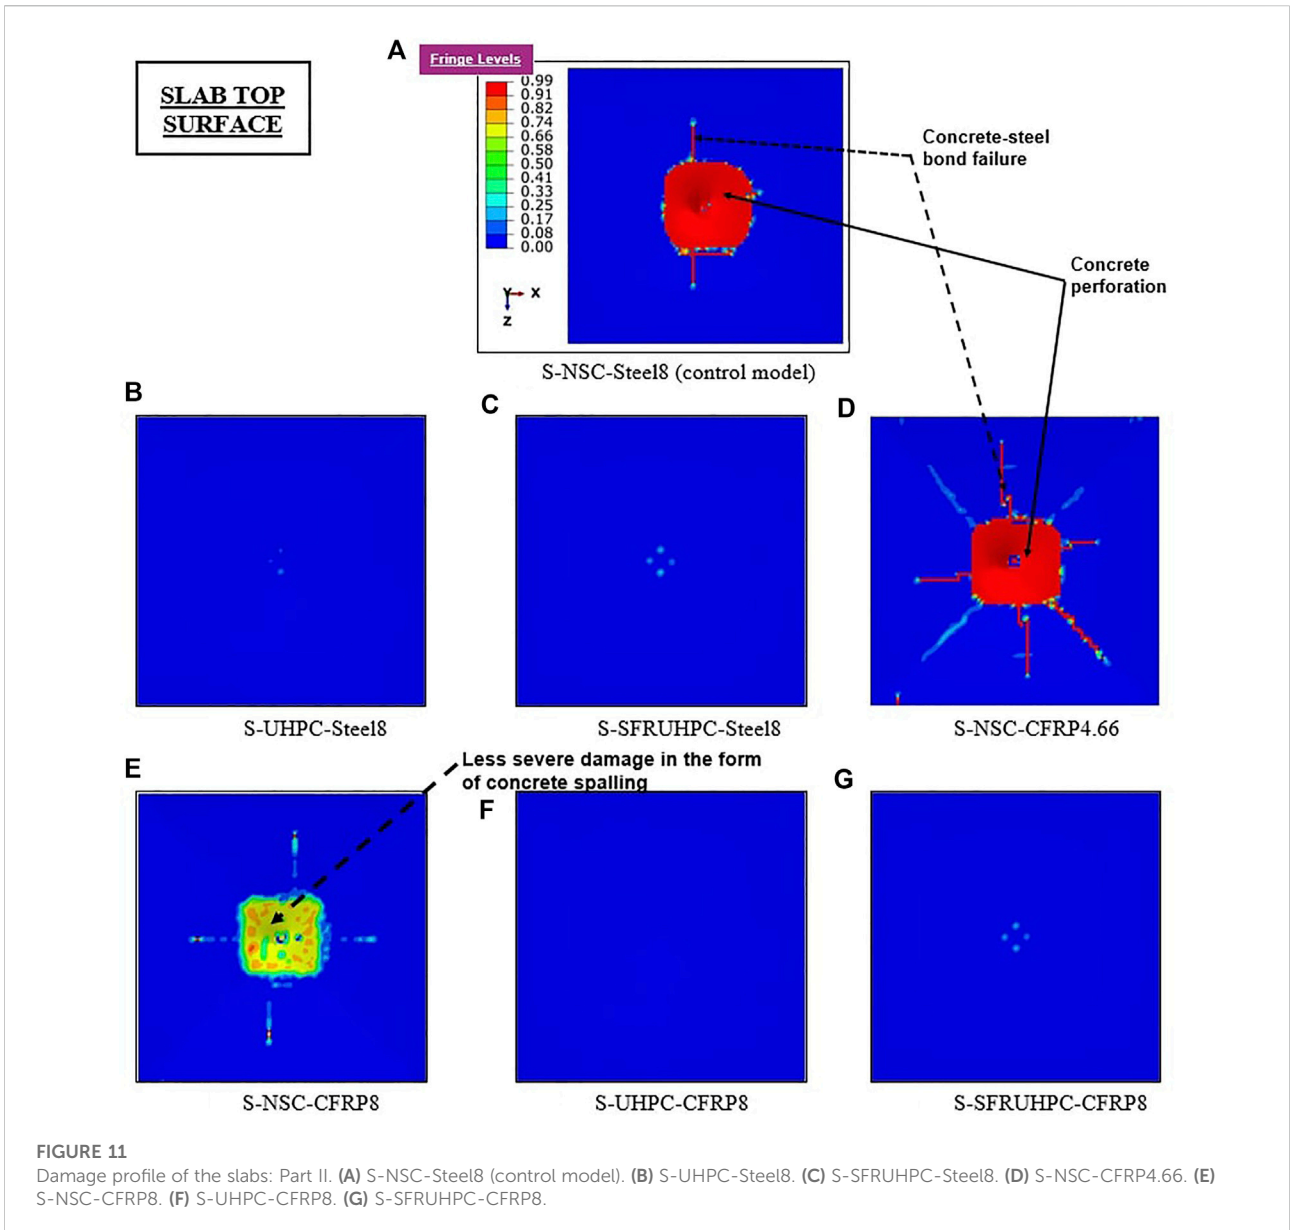 A
Fringe Levels
SLAB TOP
SURFACE
0.99
0.91
0.82
0.74
0.66
0.58
0.50
0.41
0.33
0.25
0.17
0.08
0.00
Y
X
Z
Concrete-steel
bond failure
Concrete
perforation
S-NSC-Steel8 (control model)
B
C
D
S-UHPC-Steel8
S-SFRUHPC-Steel8
S-NSC-CFRP4.66
E
Less severe damage in the form
of concrete spalling
F
G
S-NSC-CFRP8
S-UHPC-CFRP8
S-SFRUHPC-CFRP8
FIGURE 11
Damage profile of the slabs: Part II. (A) S-NSC-Steel8 (control model). (B) S-UHPC-Steel8. (C) S-SFRUHPC-Steel8. (D) S-NSC-CFRP4.66. (E)
S-NSC-CFRP8. (F) S-UHPC-CFRP8. (G) S-SFRUHPC-CFRP8.